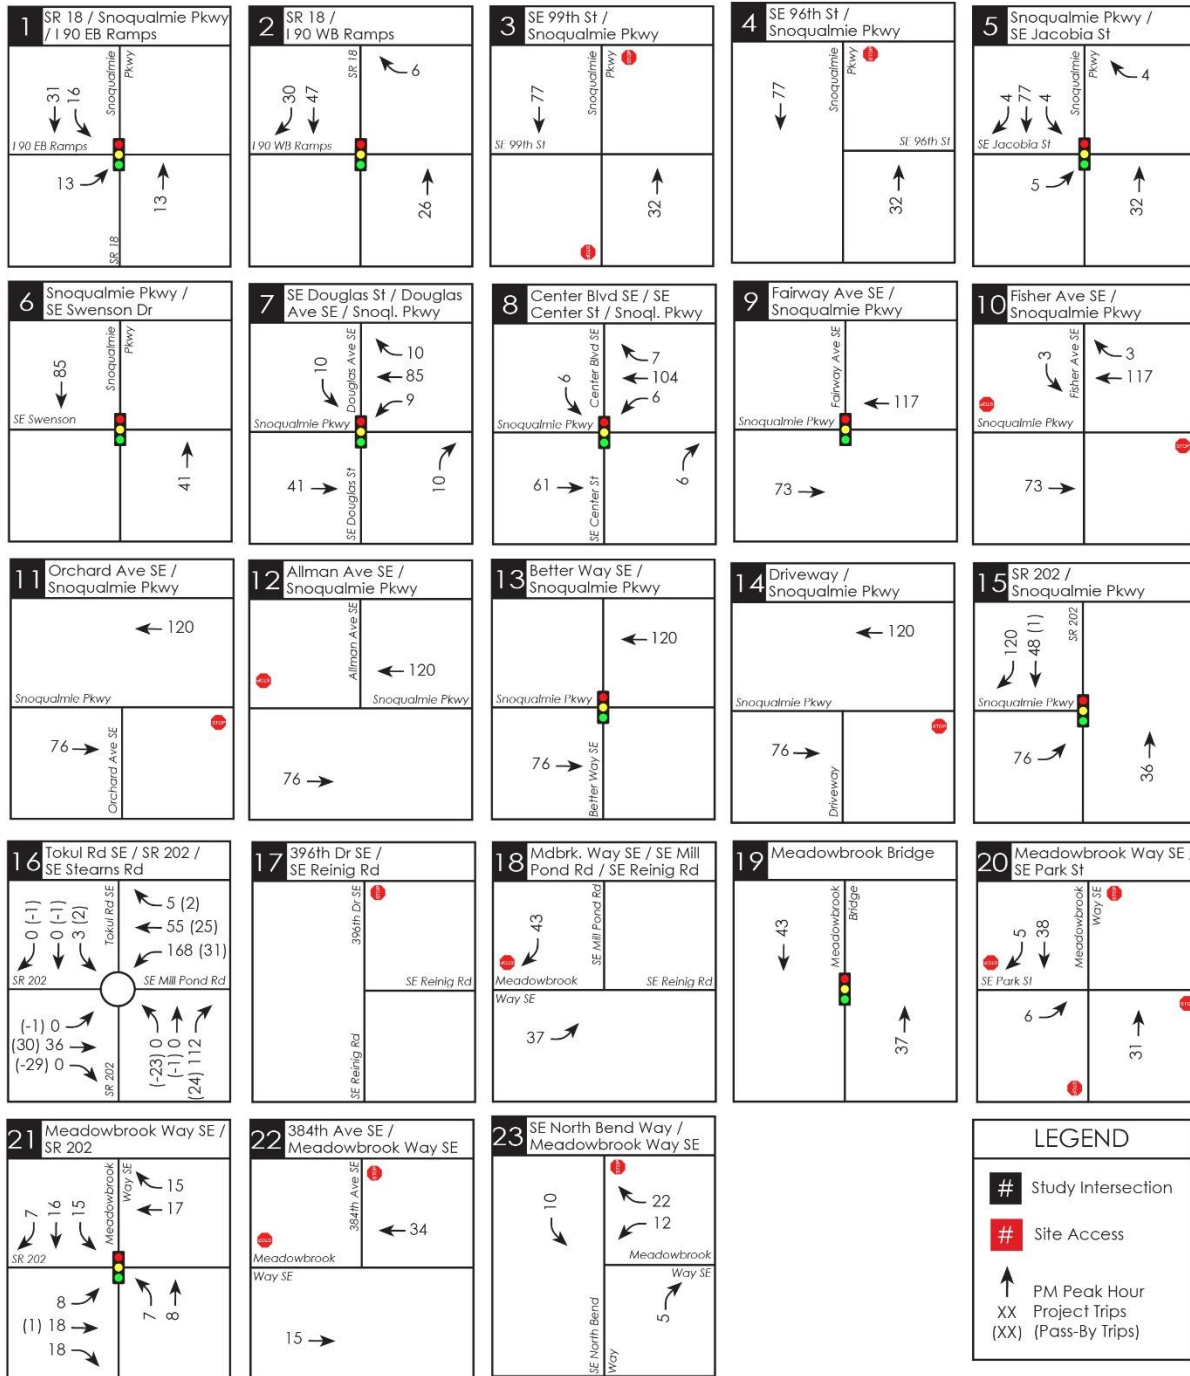 1 SR 18 / Snoqualmie Pkwy
/ I 90 EB Ramps
Snoqualmie
Pkwy
31
16
I 90 EB Ramps
13
13
SR 18
2 SR 18 /
I 90 WB Ramps
SR 18
6
30
47
I 90 WB Ramps
26
3 SE 99th St /
Snoqualmie Pkwy
Snoqualmie
Pkwy
77
SE 99th St
32
4 SE 96th St /
Snoqualmie Pkwy
Snoqualmie
Pkwy
STOP
77
SE 96th St
32
5 Snoqualmie Pkwy /
SE Jacobia St
Snoqualmie
Pkwy
4
4
77
4
SE Jacobia St
5
32
6 Snoqualmie Pkwy /
SE Swenson Dr
Snoqualmie
Pkwy
85
SE Swenson
41
7 SE Douglas St / Douglas
Ave SE / Snoql. Pkwy
Douglas Ave SE
10
10
85
9
Snoqualmie Pkwy
41
SE Douglas St
10
8 Center Blvd SE / SE
Center St / Snoql. Pkwy
Center Blvd SE
6
7
104
6
Snoqualmie Pkwy
61
SE Center St
6
9 Fairway Ave SE /
Snoqualmie Pkwy
Fairway Ave SE
117
Snoqualmie Pkwy
73
10 Fisher Ave SE /
Snoqualmie Pkwy
Fisher Ave SE
3
3
117
STOP
Snoqualmie Pkwy
STOP
73
11 Orchard Ave SE /
Snoqualmie Pkwy
120
Snoqualmie Pkwy
STOP
76
Orchard Ave SE
12 Allman Ave SE /
Snoqualmie Pkwy
Allman Ave SE
STOP
120
Snoqualmie Pkwy
76
13 Better Way SE /
Snoqualmie Pkwy
120
Snoqualmie Pkwy
76
Better Way SE
14 Driveway /
Snoqualmie Pkwy
120
Snoqualmie Pkwy
STOP
76
Driveway
15 SR 202 /
Snoqualmie Pkwy
SR 202
120
48 (1)
Snoqualmie Pkwy
76
36
16 Tokul Rd SE / SR 202 /
SE Stearns Rd
Tokul Rd SE
0 (-1)
0 (-1)
3 (2)
5 (2)
55 (25)
168 (31)
SR 202
SE Mill Pond Rd
(-1) 0
(30) 36
(-29) 0
SR 202
(-23) 0
(-1) 0
(24) 112
17 396th Dr SE /
SE Reinig Rd
396th Dr SE
STOP
SE Reinig Rd
SE Reinig Rd
18 Mdbrk. Way SE / SE Mill
Pond Rd / SE Reinig Rd
SE Mill Pond Rd
43
STOP
Meadowbrook
Way SE
SE Reinig Rd
37
19 Meadowbrook Bridge
Meadowbrook
Bridge
43
37
20 Meadowbrook Way SE /
SE Park St
Meadowbrook
Way SE
STOP
5
38
STOP
SE Park St
STOP
6
31
STOP
21 Meadowbrook Way SE /
SR 202
Meadowbrook
Way SE
7
16
15
15
17
SR 202
8
(1) 18
18
7
8
22 384th Ave SE /
Meadowbrook Way SE
384th Ave SE
STOP
34
STOP
Meadowbrook
Way SE
15
23 SE North Bend Way /
Meadowbrook Way SE
STOP
10
22
12
Meadowbrook
Way SE
5
SE North Bend
Way
LEGEND
# Study Intersection
# Site Access
PM Peak Hour
XX Project Trips
(XX) (Pass-By Trips)